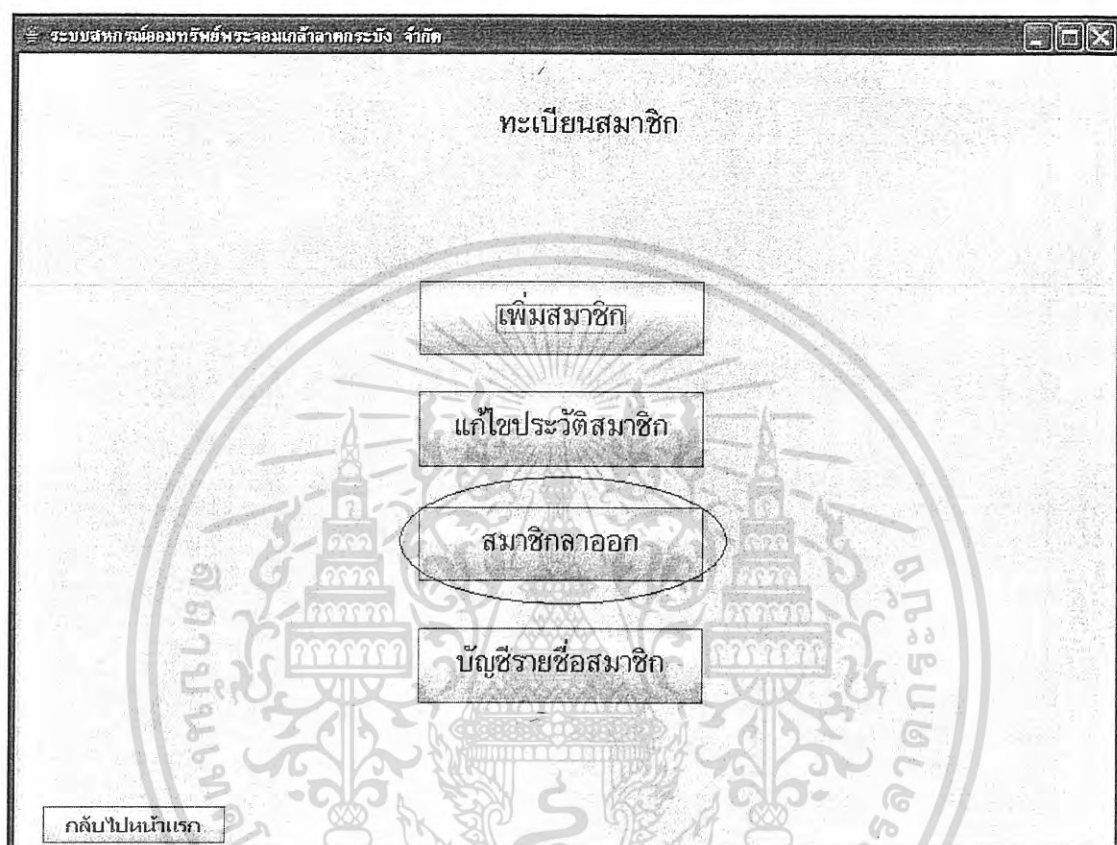 ระบบสหกรณ์ออมทรัพย์พระจอมเกล้าลาดกระบัง จำกัด
ทะเบียนสมาชิก
เพิ่มสมาชิก
แก้ไขประวัติสมาชิก
สมาชิกลาออก
บัญชีรายชื่อสมาชิก
กลับไปหน้าแรก